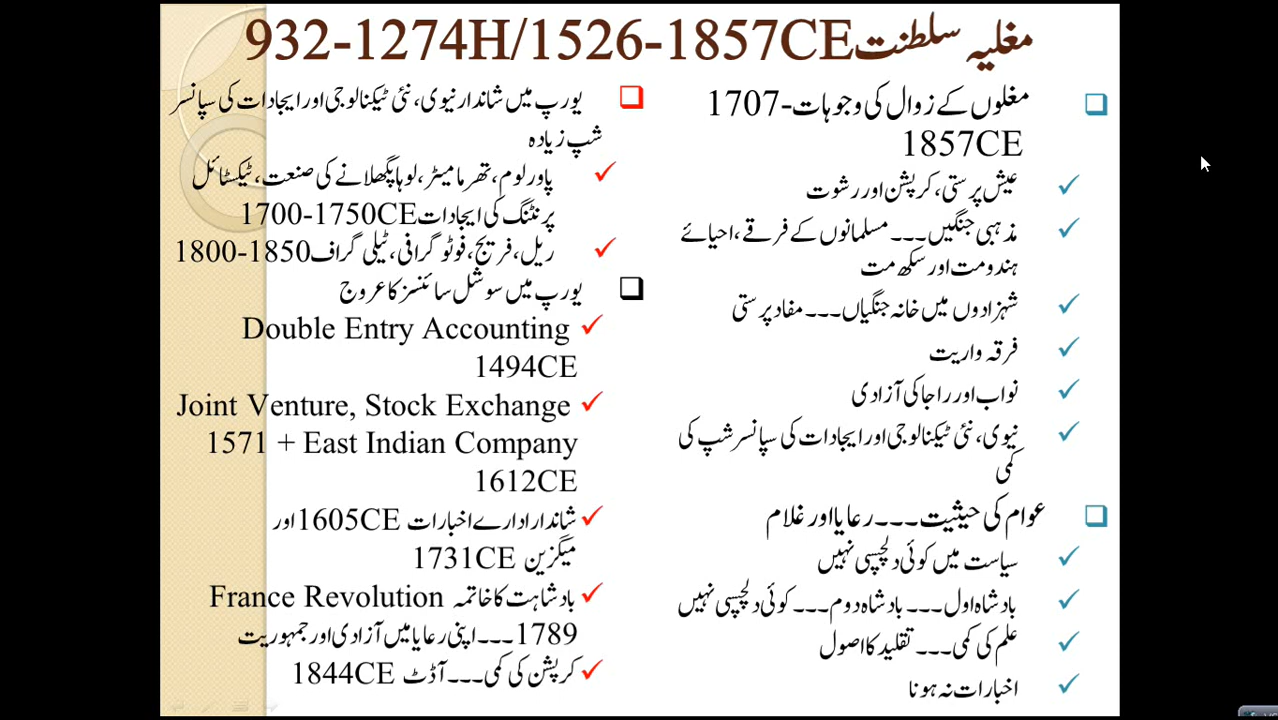 مغلیہ سلطنت932-1274H/1526-1857CE
مغلوں کے زوال کی وجوہات-1707
1857CE
عیش پرستی، کرپشن اور رشوت
مذہبی جنگیں۔۔۔ مسلمانوں کے فرقے، احیائے
ہندومت اور سکھ مت
شہزادوں میں خانہ جنگیاں۔۔۔ مفاد پرستی
فرقہ واریت
نواب اور راجا کی آزادی
نیوی، نئی ٹیکنالوجی اور ایجادات کی سپانسر شپ کی
کمی
عوام کی حیثیت۔۔۔ رعایا اور غلام
سیاست میں کوئی دلچسپی نہیں
بادشاہ اول۔۔۔ بادشاہ دوم۔۔۔ کوئی دلچسپی نہیں
علم کی کمی۔۔۔ تقلید کا اصول
اخبارات نہ ہونا
یورپ میں شاندار نیوی، نئی ٹیکنالوجی اور ایجادات کی سپانسر
شپ زیادہ
پاور لوم، تھرمامیٹر، لوہا پگھلانے کی صنعت، ٹیکسٹائل
پرنٹنگ کی ایجادات1700-1750CE
ریل، فریج، فوٹو گرافی، ٹیلی گراف1800-1850
یورپ میں سوشل سائنسز کا عروج
Double Entry Accounting
1494CE
Joint Venture, Stock Exchange
1571 + East Indian Company
1612CE
شاندار ادارے اخبارات 1605CE اور
میگزین 1731CE
بادشاہت کا خاتمہ France Revolution
1789۔۔۔ اپنی رعایا میں آزادی اور جمہوریت
کرپشن کی کمی۔۔۔ آڈٹ 1844CE